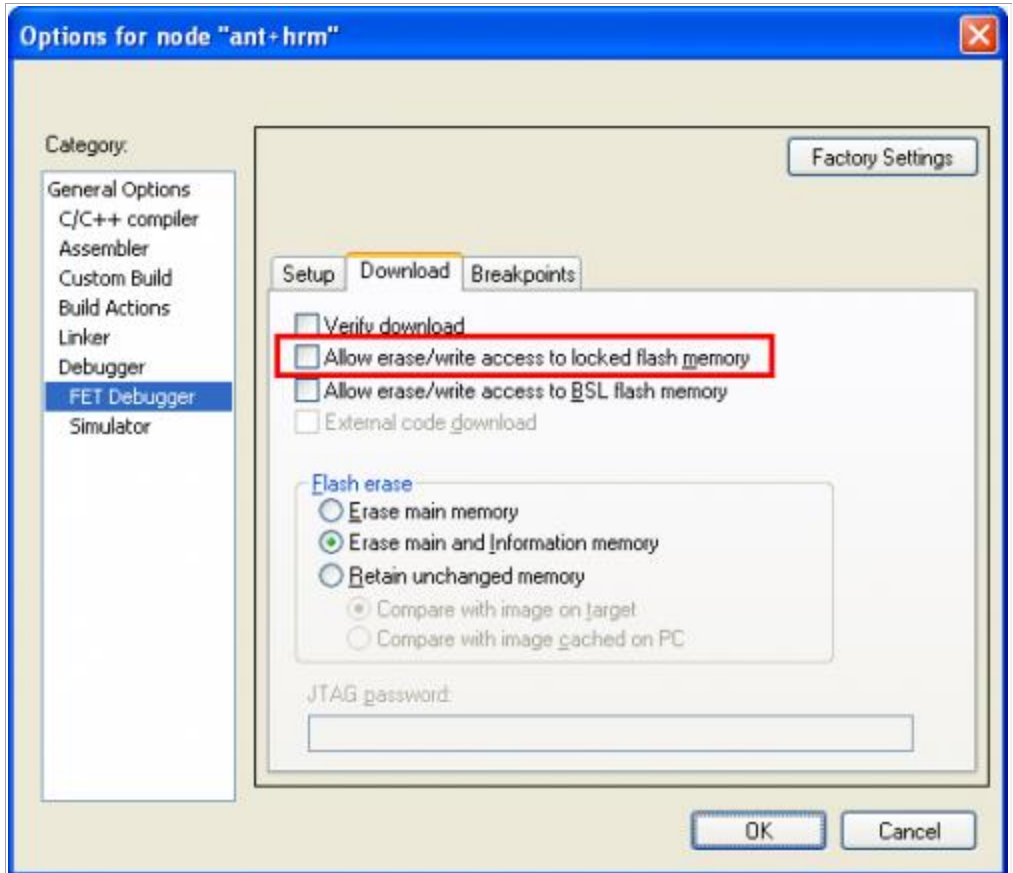 Options for node "ant+hrm"
Category:
General Options
C/C++ compiler
Assembler
Custom Build
Build Actions
Linker
Debugger
FET Debugger
Simulator
Factory Settings
Setup Download Breakpoints
Verify download
Allow erase/write access to locked flash memory
Allow erase/write access to BSL flash memory
External code download
Flash erase
Erase main memory
Erase main and Information memory
Retain unchanged memory
Compare with image on target
Compare with image cached on PC
JTAG password:
OK Cancel